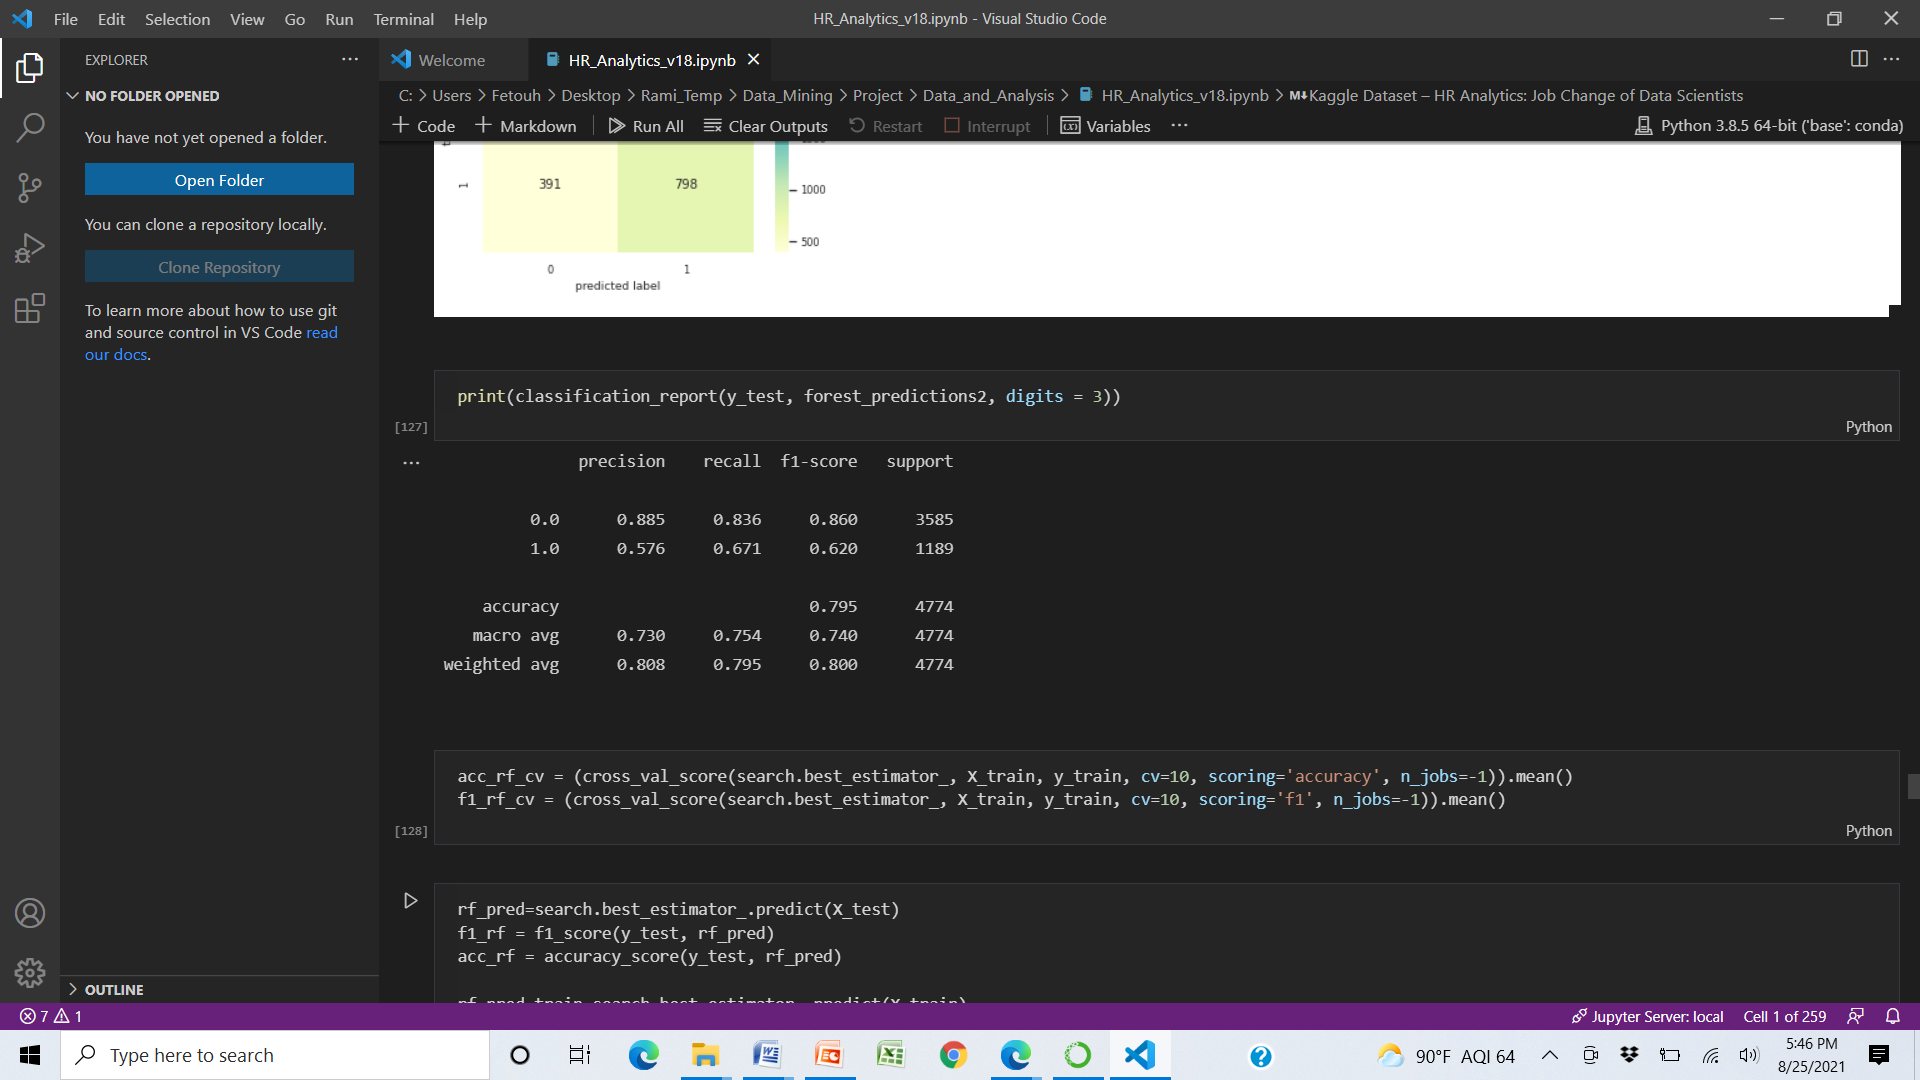 File Edit Selection View Go Run Terminal Help
HR_Analytics_v18.ipynb - Visual Studio Code
EXPLORER
NO FOLDER OPENED
You have not yet opened a folder.
Open Folder
You can clone a repository locally.
Clone Repository
To learn more about how to use git
and source control in VS Code read
our docs.
OUTLINE
Welcome
HR_Analytics_v18.ipynb
C: > Users > Fetouh > Desktop > Rami_Temp > Data_Mining > Project > Data_and_Analysis > HR_Analytics_v18.ipynb > Kaggle Dataset – HR Analytics: Job Change of Data Scientists
+ Code + Markdown Run All Clear Outputs Restart Interrupt Variables ...
Python 3.8.5 64-bit ('base': conda)
1 391 798
1000
500
0 1
predicted label
print(classification_report(y_test, forest_predictions2, digits = 3))
[127]
Python
precision recall f1-score support
0.0 0.885 0.836 0.860 3585
1.0 0.576 0.671 0.620 1189
accuracy 0.795 4774
macro avg 0.730 0.754 0.740 4774
weighted avg 0.808 0.795 0.800 4774
acc_rf_cv = (cross_val_score(search.best_estimator_, X_train, y_train, cv=10, scoring='accuracy', n_jobs=-1)).mean()
f1_rf_cv = (cross_val_score(search.best_estimator_, X_train, y_train, cv=10, scoring='f1', n_jobs=-1)).mean()
[128]
Python
rf_pred=search.best_estimator_.predict(X_test)
f1_rf = f1_score(y_test, rf_pred)
acc_rf = accuracy_score(y_test, rf_pred)
rf_pred_train=search.best_estimator_.predict(X_train)
7 1
Jupyter Server: local Cell 1 of 259
Type here to search
90°F AQI 64
5:46 PM
8/25/2021